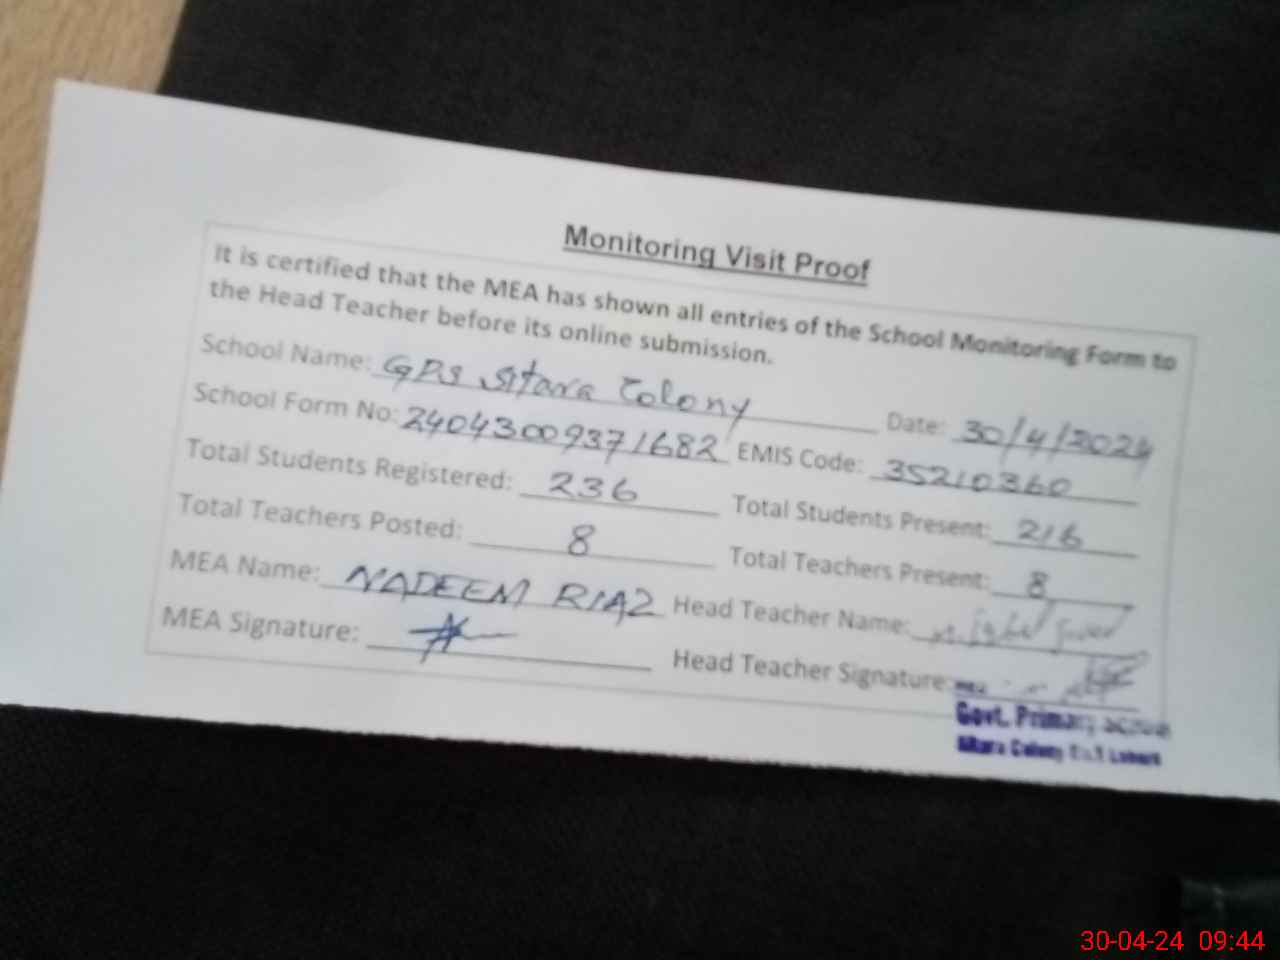 Monitoring Visit Proof
It is certified that the MEA has shown all entries of the School Monitoring Form to
the Head Teacher before its online submission.
School Name: GPS Sitara Colony Date: 30/4/2024
School Form No: 24043009371682 EMIS Code: 35210360
Total Students Registered: 236 Total Students Present: 216
Total Teachers Posted: 8 Total Teachers Present: 8
MEA Name: NADEEM RIAZ Head Teacher Name:
MEA Signature: Head Teacher Signature:
Govt. Primary School
Colony
30-04-24 09:44